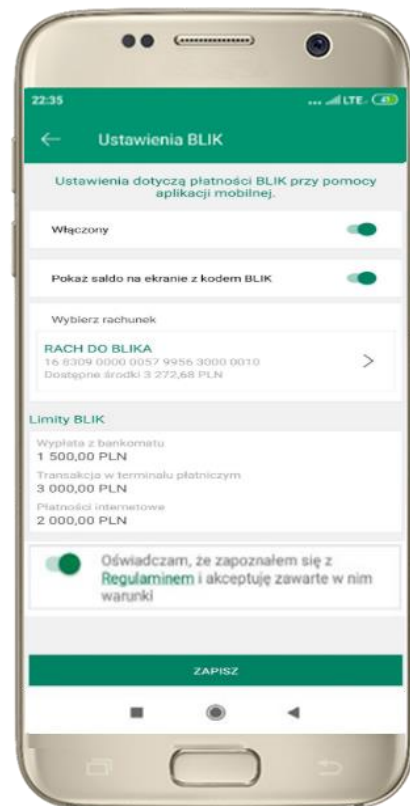 22:35 ... LTE
Ustawienia BLIK
Ustawienia dotyczą płatności BLIK przy pomocy
aplikacji mobilnej.
Włączony
Pokaż saldo na ekranie z kodem BLIK
Wybierz rachunek
RACH DO BLIKA
16 8309 0000 0057 9956 3000 0010
Dostępne środki 3 272,68 PLN
Limity BLIK
Wypłata z bankomatu
1 500,00 PLN
Transakcja w terminalu płatniczym
3 000,00 PLN
Płatności internetowe
2 000,00 PLN
Oświadczam, że zapoznałem się z
Regulaminem i akceptuję zawarte w nim
warunki
ZAPISZ